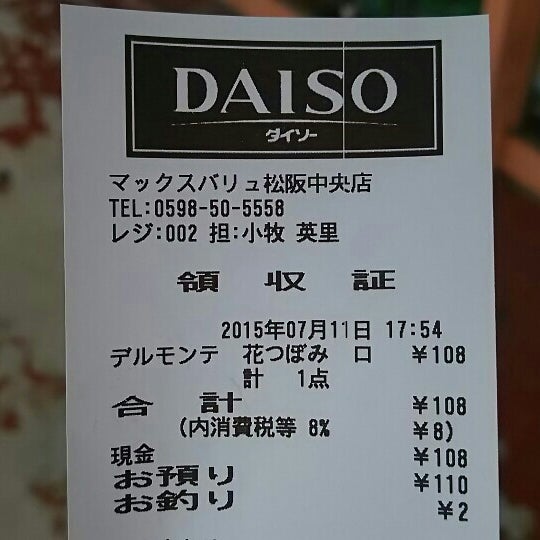 DAISO
ダイソー
マックスバリュ松阪中央店
TEL:0598-50-5558
レジ:002 担:小牧 英里
領 収 証
2015年07月11日 17:54
デルモンテ 花つぼみ 口 ¥108
計 1点
合 計 ¥108
(内消費税等 8% ¥8)
現金 ¥108
お預り ¥110
お釣り ¥2